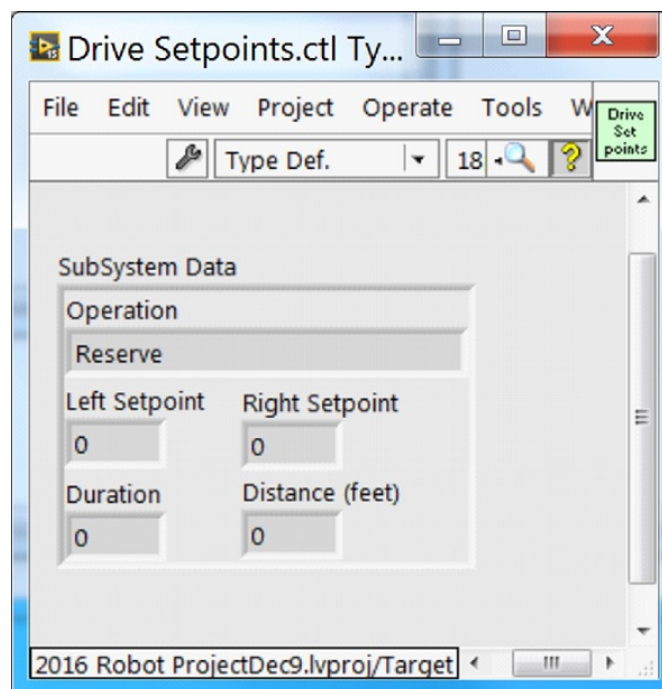 Drive Setpoints.ctl Ty...
File Edit View Project Operate Tools W
Drive
Set
points
Type Def. 18
SubSystem Data
Operation
Reserve
Left Setpoint Right Setpoint
0 0
Duration Distance (feet)
0 0
2016 Robot ProjectDec9.lvproj/Target